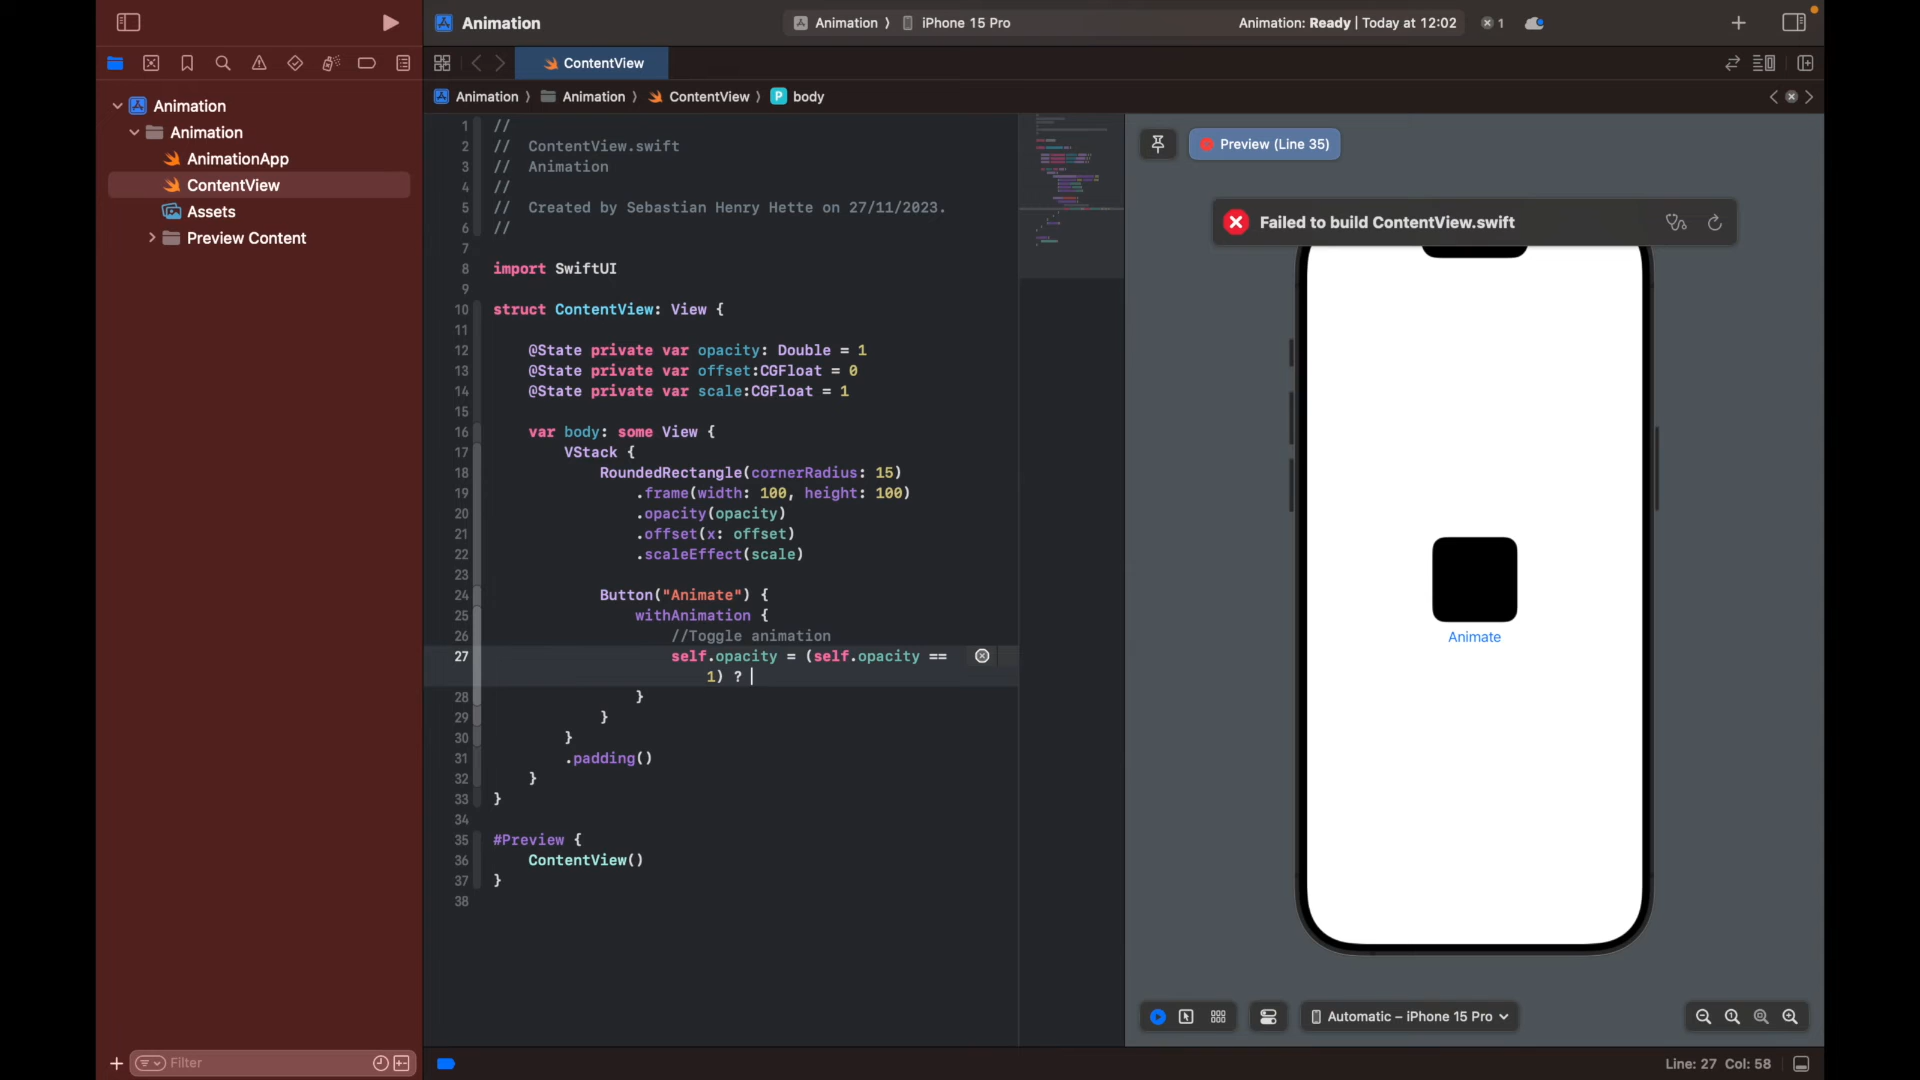 Animation
Animation ⟩ iPhone 15 Pro
Animation: Ready | Today at 12:02
1
ContentView
Animation ⟩ Animation ⟩ ContentView ⟩ P body
Animation
Animation
AnimationApp
ContentView
Assets
Preview Content
Filter
1 //
2 //  ContentView.swift
3 //  Animation
4 //
5 //  Created by Sebastian Henry Hette on 27/11/2023.
6 //
7
8 import SwiftUI
9
10 struct ContentView: View {
11
12     @State private var opacity: Double = 1
13     @State private var offset:CGFloat = 0
14     @State private var scale:CGFloat = 1
15
16     var body: some View {
17         VStack {
18             RoundedRectangle(cornerRadius: 15)
19                 .frame(width: 100, height: 100)
20                 .opacity(opacity)
21                 .offset(x: offset)
22                 .scaleEffect(scale)
23
24             Button("Animate") {
25                 withAnimation {
26                     //Toggle animation
27                     self.opacity = (self.opacity ==
1) ?
28                 }
29             }
30         }
31         .padding()
32     }
33 }
34
35 #Preview {
36     ContentView()
37 }
38
Preview (Line 35)
Failed to build ContentView.swift
Animate
Automatic – iPhone 15 Pro
Line: 27 Col: 58